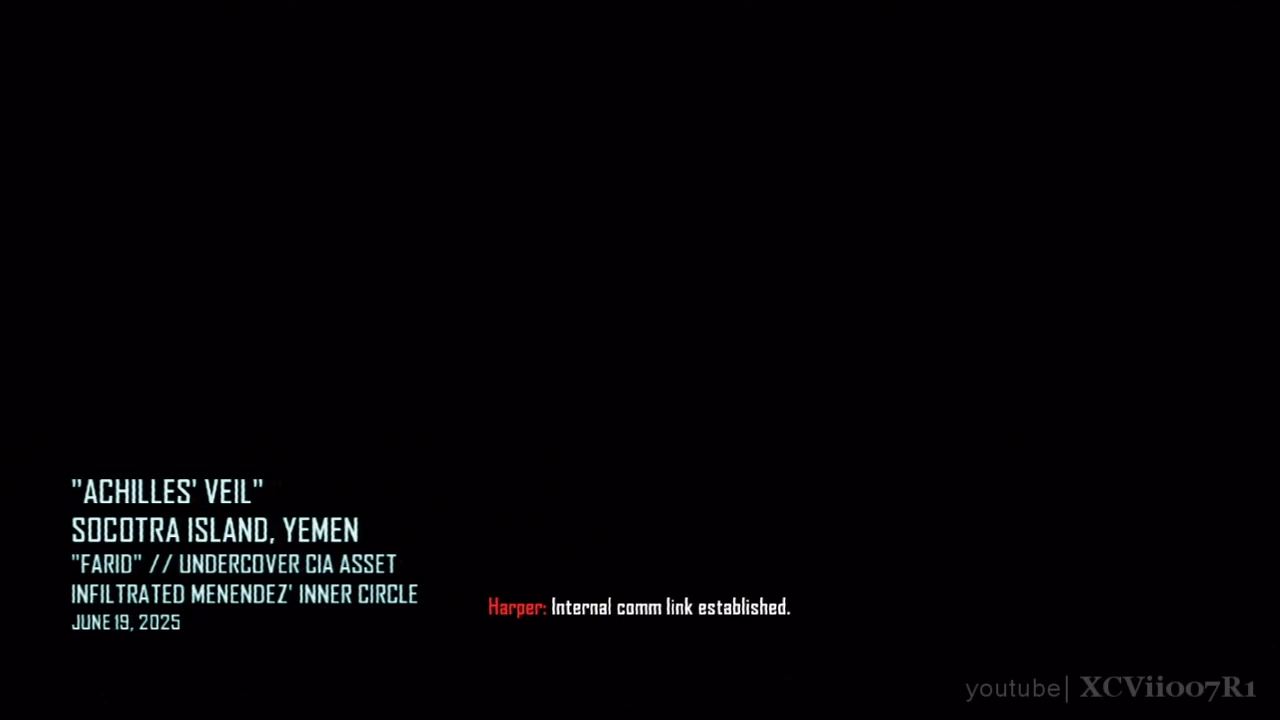 "ACHILLES' VEIL"
SOCOTRA ISLAND, YEMEN
"FARID" // UNDERCOVER CIA ASSET
INFILTRATED MENENDEZ' INNER CIRCLE
JUNE 19, 2025
Harper: Internal comm link established.
youtube| XCViioo7R1